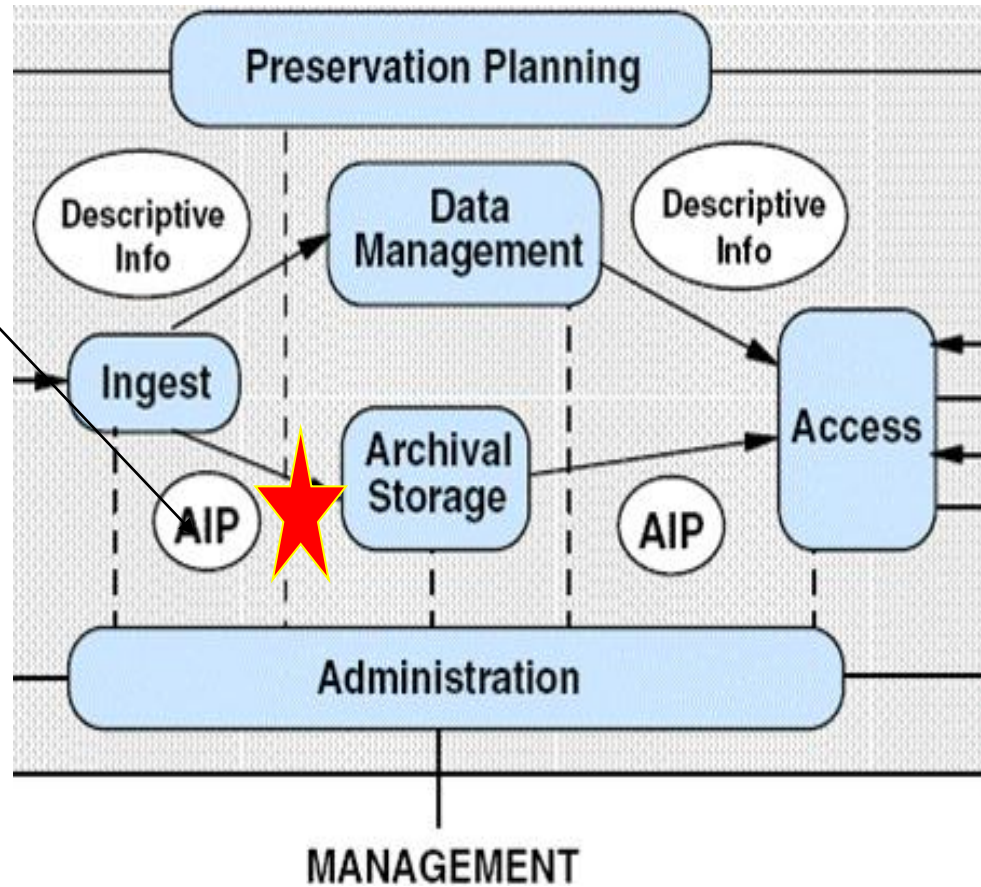 Preservation Planning
Descriptive
Info
Data
Management
Descriptive
Info
Ingest
Archival
Storage
Access
AIP
AIP
Administration
MANAGEMENT